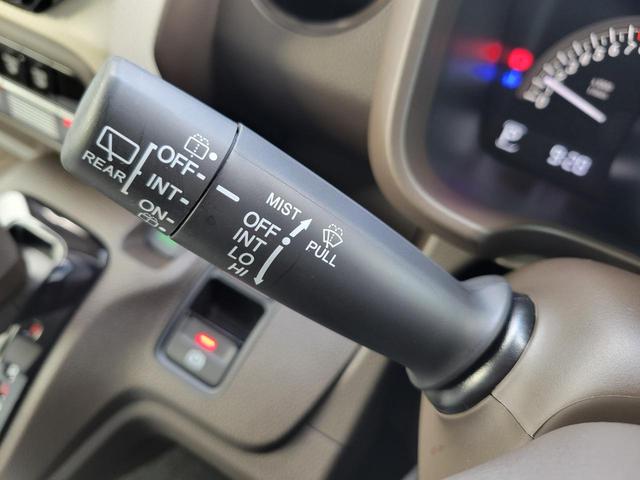 REAR
OFF
INT
ON
MIST
OFF
INT
LO
HI
PULL